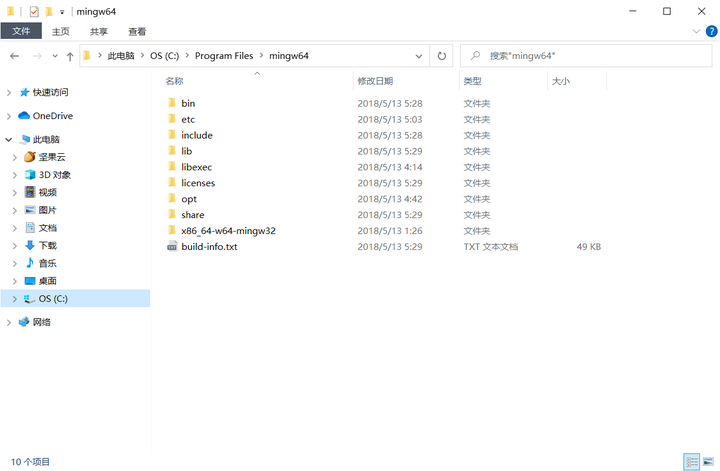 mingw64
文件 主页 共享 查看
此电脑 OS (C:) Program Files mingw64 搜索"mingw64"
名称 修改日期 类型 大小
快速访问
OneDrive
此电脑
坚果云
3D 对象
视频
图片
文档
下载
音乐
桌面
OS (C:)
网络
bin 2018/5/13 5:28 文件夹
etc 2018/5/13 5:03 文件夹
include 2018/5/13 5:28 文件夹
lib 2018/5/13 5:29 文件夹
libexec 2018/5/13 4:14 文件夹
licenses 2018/5/13 5:29 文件夹
opt 2018/5/13 4:42 文件夹
share 2018/5/13 5:29 文件夹
x86_64-w64-mingw32 2018/5/13 1:26 文件夹
build-info.txt 2018/5/13 5:29 TXT 文本文档 49 KB
10 个项目